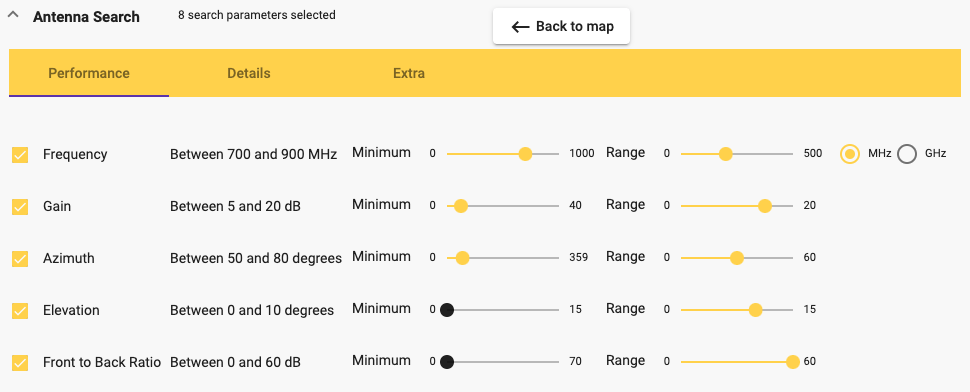 Antenna Search 8 search parameters selected
Back to map
Performance Details Extra
Frequency Between 700 and 900 MHz Minimum 0 1000 Range 0 500 MHz GHz
Gain Between 5 and 20 dB Minimum 0 40 Range 0 20
Azimuth Between 50 and 80 degrees Minimum 0 359 Range 0 60
Elevation Between 0 and 10 degrees Minimum 0 15 Range 0 15
Front to Back Ratio Between 0 and 60 dB Minimum 0 70 Range 0 60